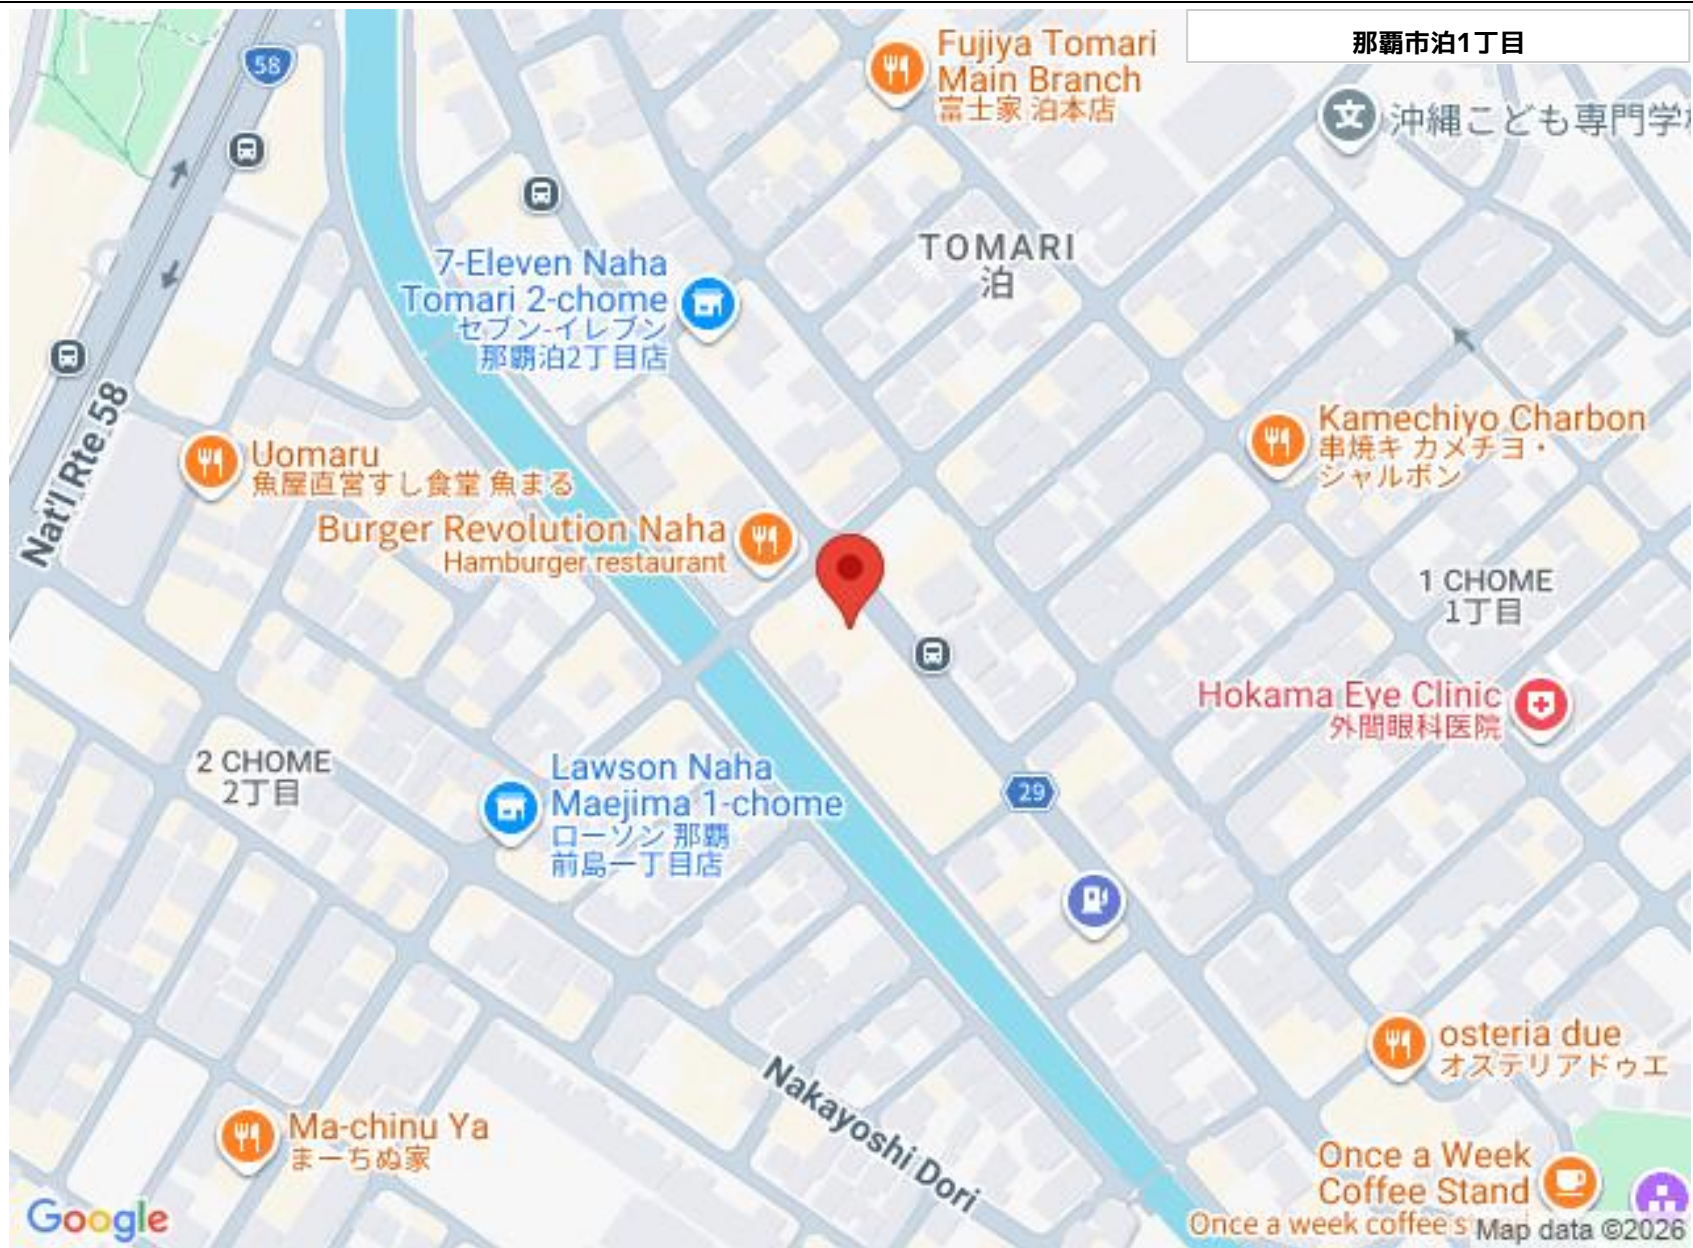 那覇市泊1丁目
58
Fujiya Tomari
Main Branch
富士家 泊本店
沖縄こども専門学
TOMARI
泊
7-Eleven Naha
Tomari 2-chome
セブン-イレブン
那覇泊2丁目店
Nat'l Rte 58
Uomaru
魚屋直営すし食堂 魚まる
Kamechiyo Charbon
串焼キ カメチヨ・
シャルボン
Burger Revolution Naha
Hamburger restaurant
1 CHOME
1丁目
Hokama Eye Clinic
外間眼科医院
2 CHOME
2丁目
Lawson Naha
Maejima 1-chome
ローソン 那覇
前島一丁目店
29
osteria due
オステリアドゥエ
Nakayoshi Dori
Ma-chinu Ya
まーちぬ家
Once a Week
Coffee Stand
Once a week coffee s
Google
Map data ©2026